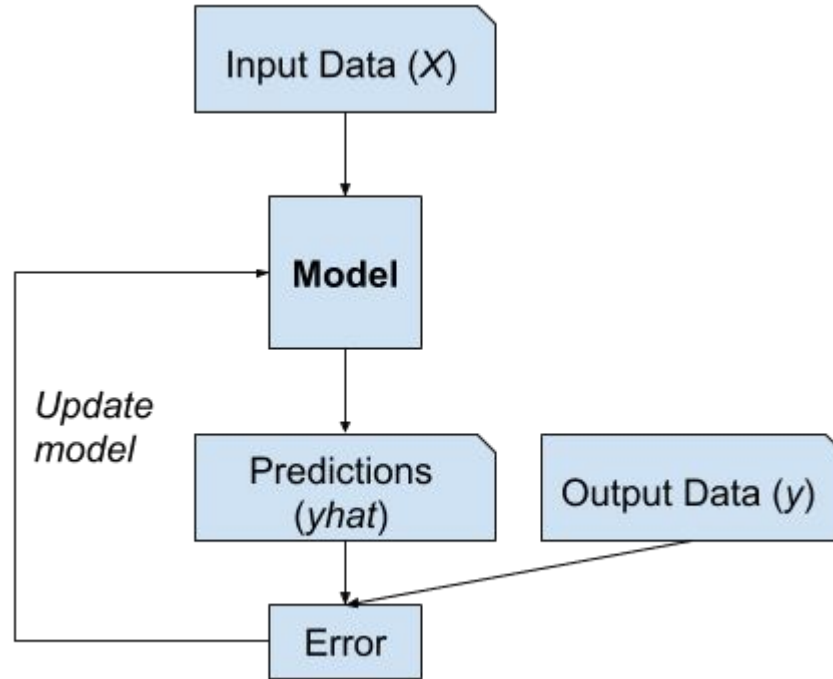 Input Data (X)
Model
Update
model
Predictions
(yhat)
Output Data (y)
Error